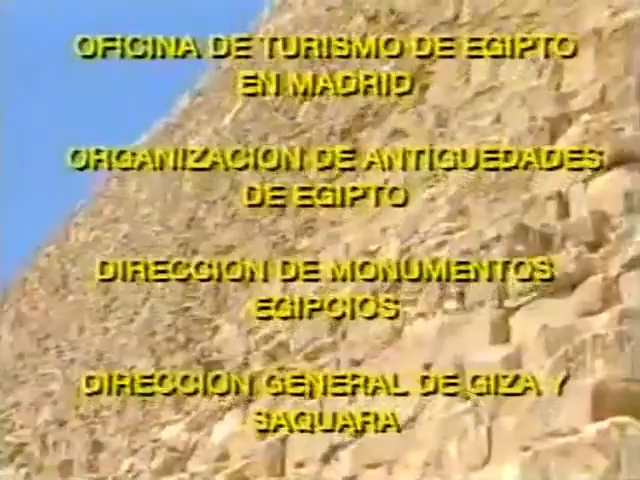 OFICINA DE TURISMO DE EGIPTO
EN MADRID
ORGANIZACION DE ANTIGUEDADES
DE EGIPTO
DIRECCION DE MONUMENTOS
EGIPCIOS
DIRECCION GENERAL DE GIZA Y
SAQUARA